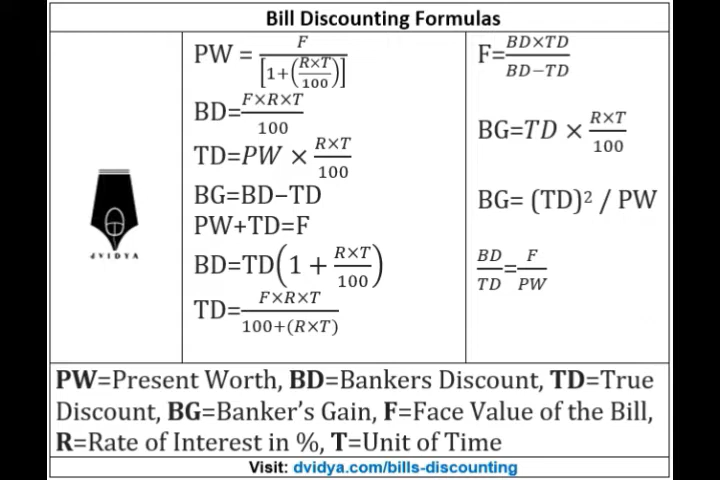 Bill Discounting Formulas
PW = F / [1+(R×T/100)]
BD=F×R×T/100
TD=PW × R×T/100
BG=BD−TD
PW+TD=F
BD=TD(1 + R×T/100)
TD=F×R×T/100+(R×T)
F=BD×TD/BD−TD
BG=TD × R×T/100
BG= (TD)² / PW
BD/TD=F/PW
DVIDYA
PW=Present Worth, BD=Bankers Discount, TD=True
Discount, BG=Banker’s Gain, F=Face Value of the Bill,
R=Rate of Interest in %, T=Unit of Time
Visit: dvidya.com/bills-discounting